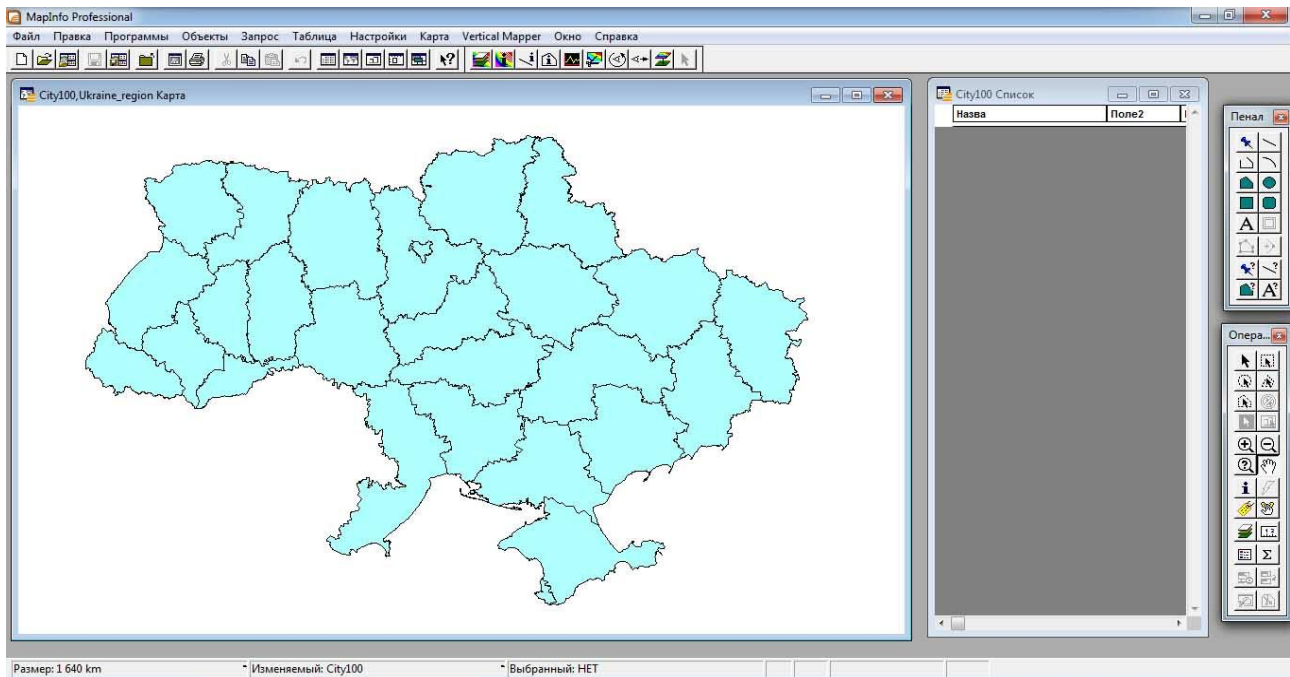 MapInfo Professional
Файл Правка Программы Объекты Запрос Таблица Настройки Карта Vertical Mapper Окно Справка
City100,Ukraine_region Карта
City100 Список
Назва Поле2
Пенал
Опера...
Размер: 1 640 km Изменяемый: City100 Выбранный: НЕТ